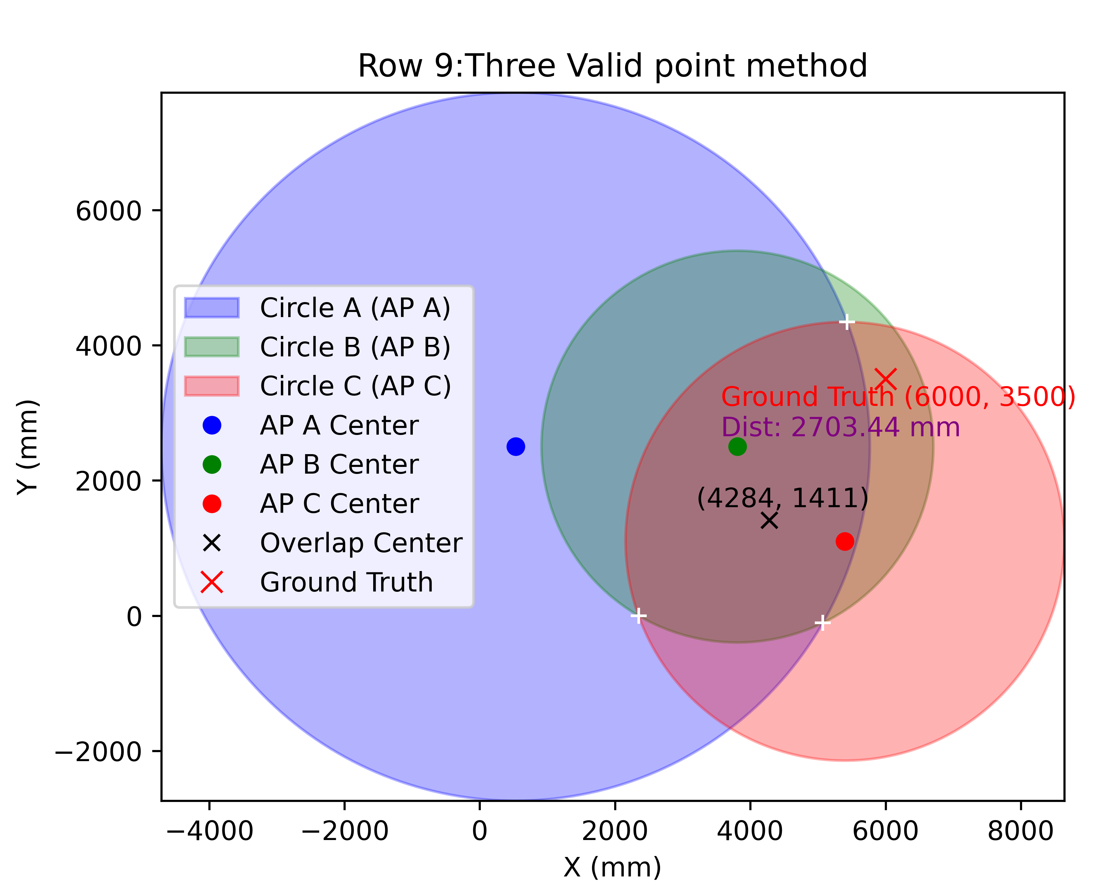 Row 9:Three Valid point method
Y (mm)
6000
4000
2000
0
−2000
Circle A (AP A)
Circle B (AP B)
Circle C (AP C)
AP A Center
AP B Center
AP C Center
Overlap Center
Ground Truth
Ground Truth (6000, 3500)
Dist: 2703.44 mm
(4284, 1411)
−4000 −2000 0 2000 4000 6000 8000
X (mm)